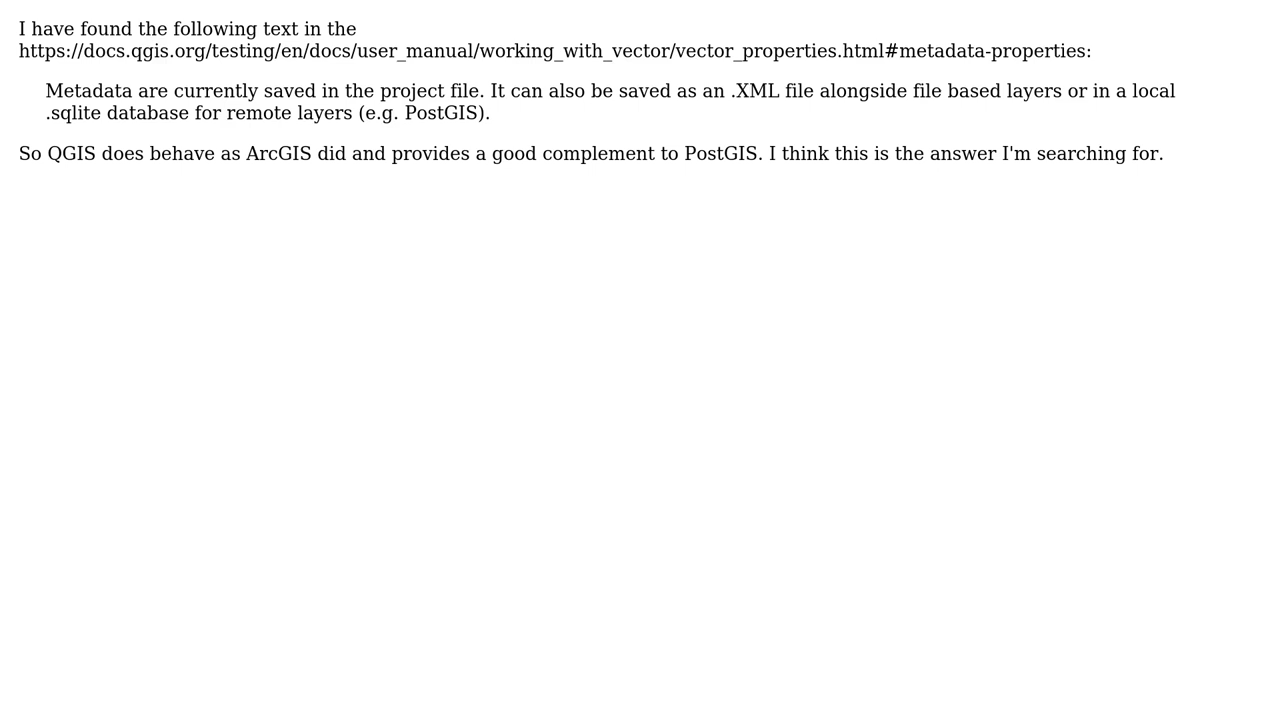 I have found the following text in the
https://docs.qgis.org/testing/en/docs/user_manual/working_with_vector/vector_properties.html#metadata-properties:
Metadata are currently saved in the project file. It can also be saved as an .XML file alongside file based layers or in a local
.sqlite database for remote layers (e.g. PostGIS).
So QGIS does behave as ArcGIS did and provides a good complement to PostGIS. I think this is the answer I'm searching for.